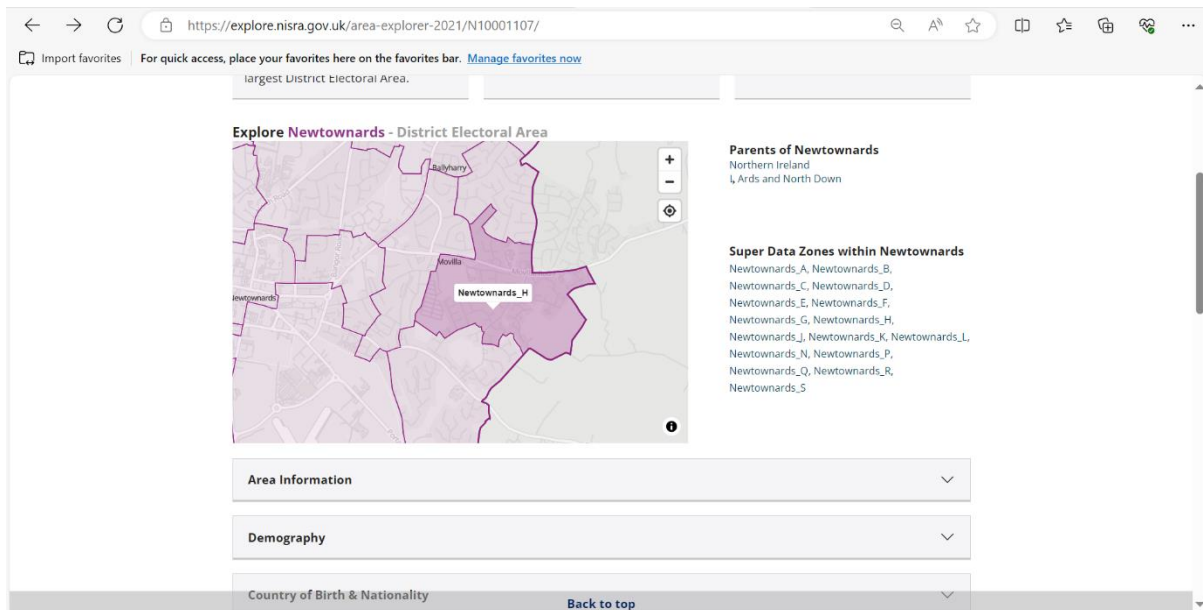 https://explore.nisra.gov.uk/area-explorer-2021/N10001107/
Import favorites
For quick access, place your favorites here on the favorites bar. Manage favorites now
largest District Electoral Area.
Explore Newtownards - District Electoral Area
Ballyharry
Movilla
Newtownards_H
Newtownards
Parents of Newtownards
Northern Ireland
Ards and North Down
Super Data Zones within Newtownards
Newtownards_A, Newtownards_B,
Newtownards_C, Newtownards_D,
Newtownards_E, Newtownards_F,
Newtownards_G, Newtownards_H,
Newtownards_J, Newtownards_K, Newtownards_L,
Newtownards_N, Newtownards_P,
Newtownards_Q, Newtownards_R,
Newtownards_S
Area Information
Demography
Country of Birth & Nationality
Back to top